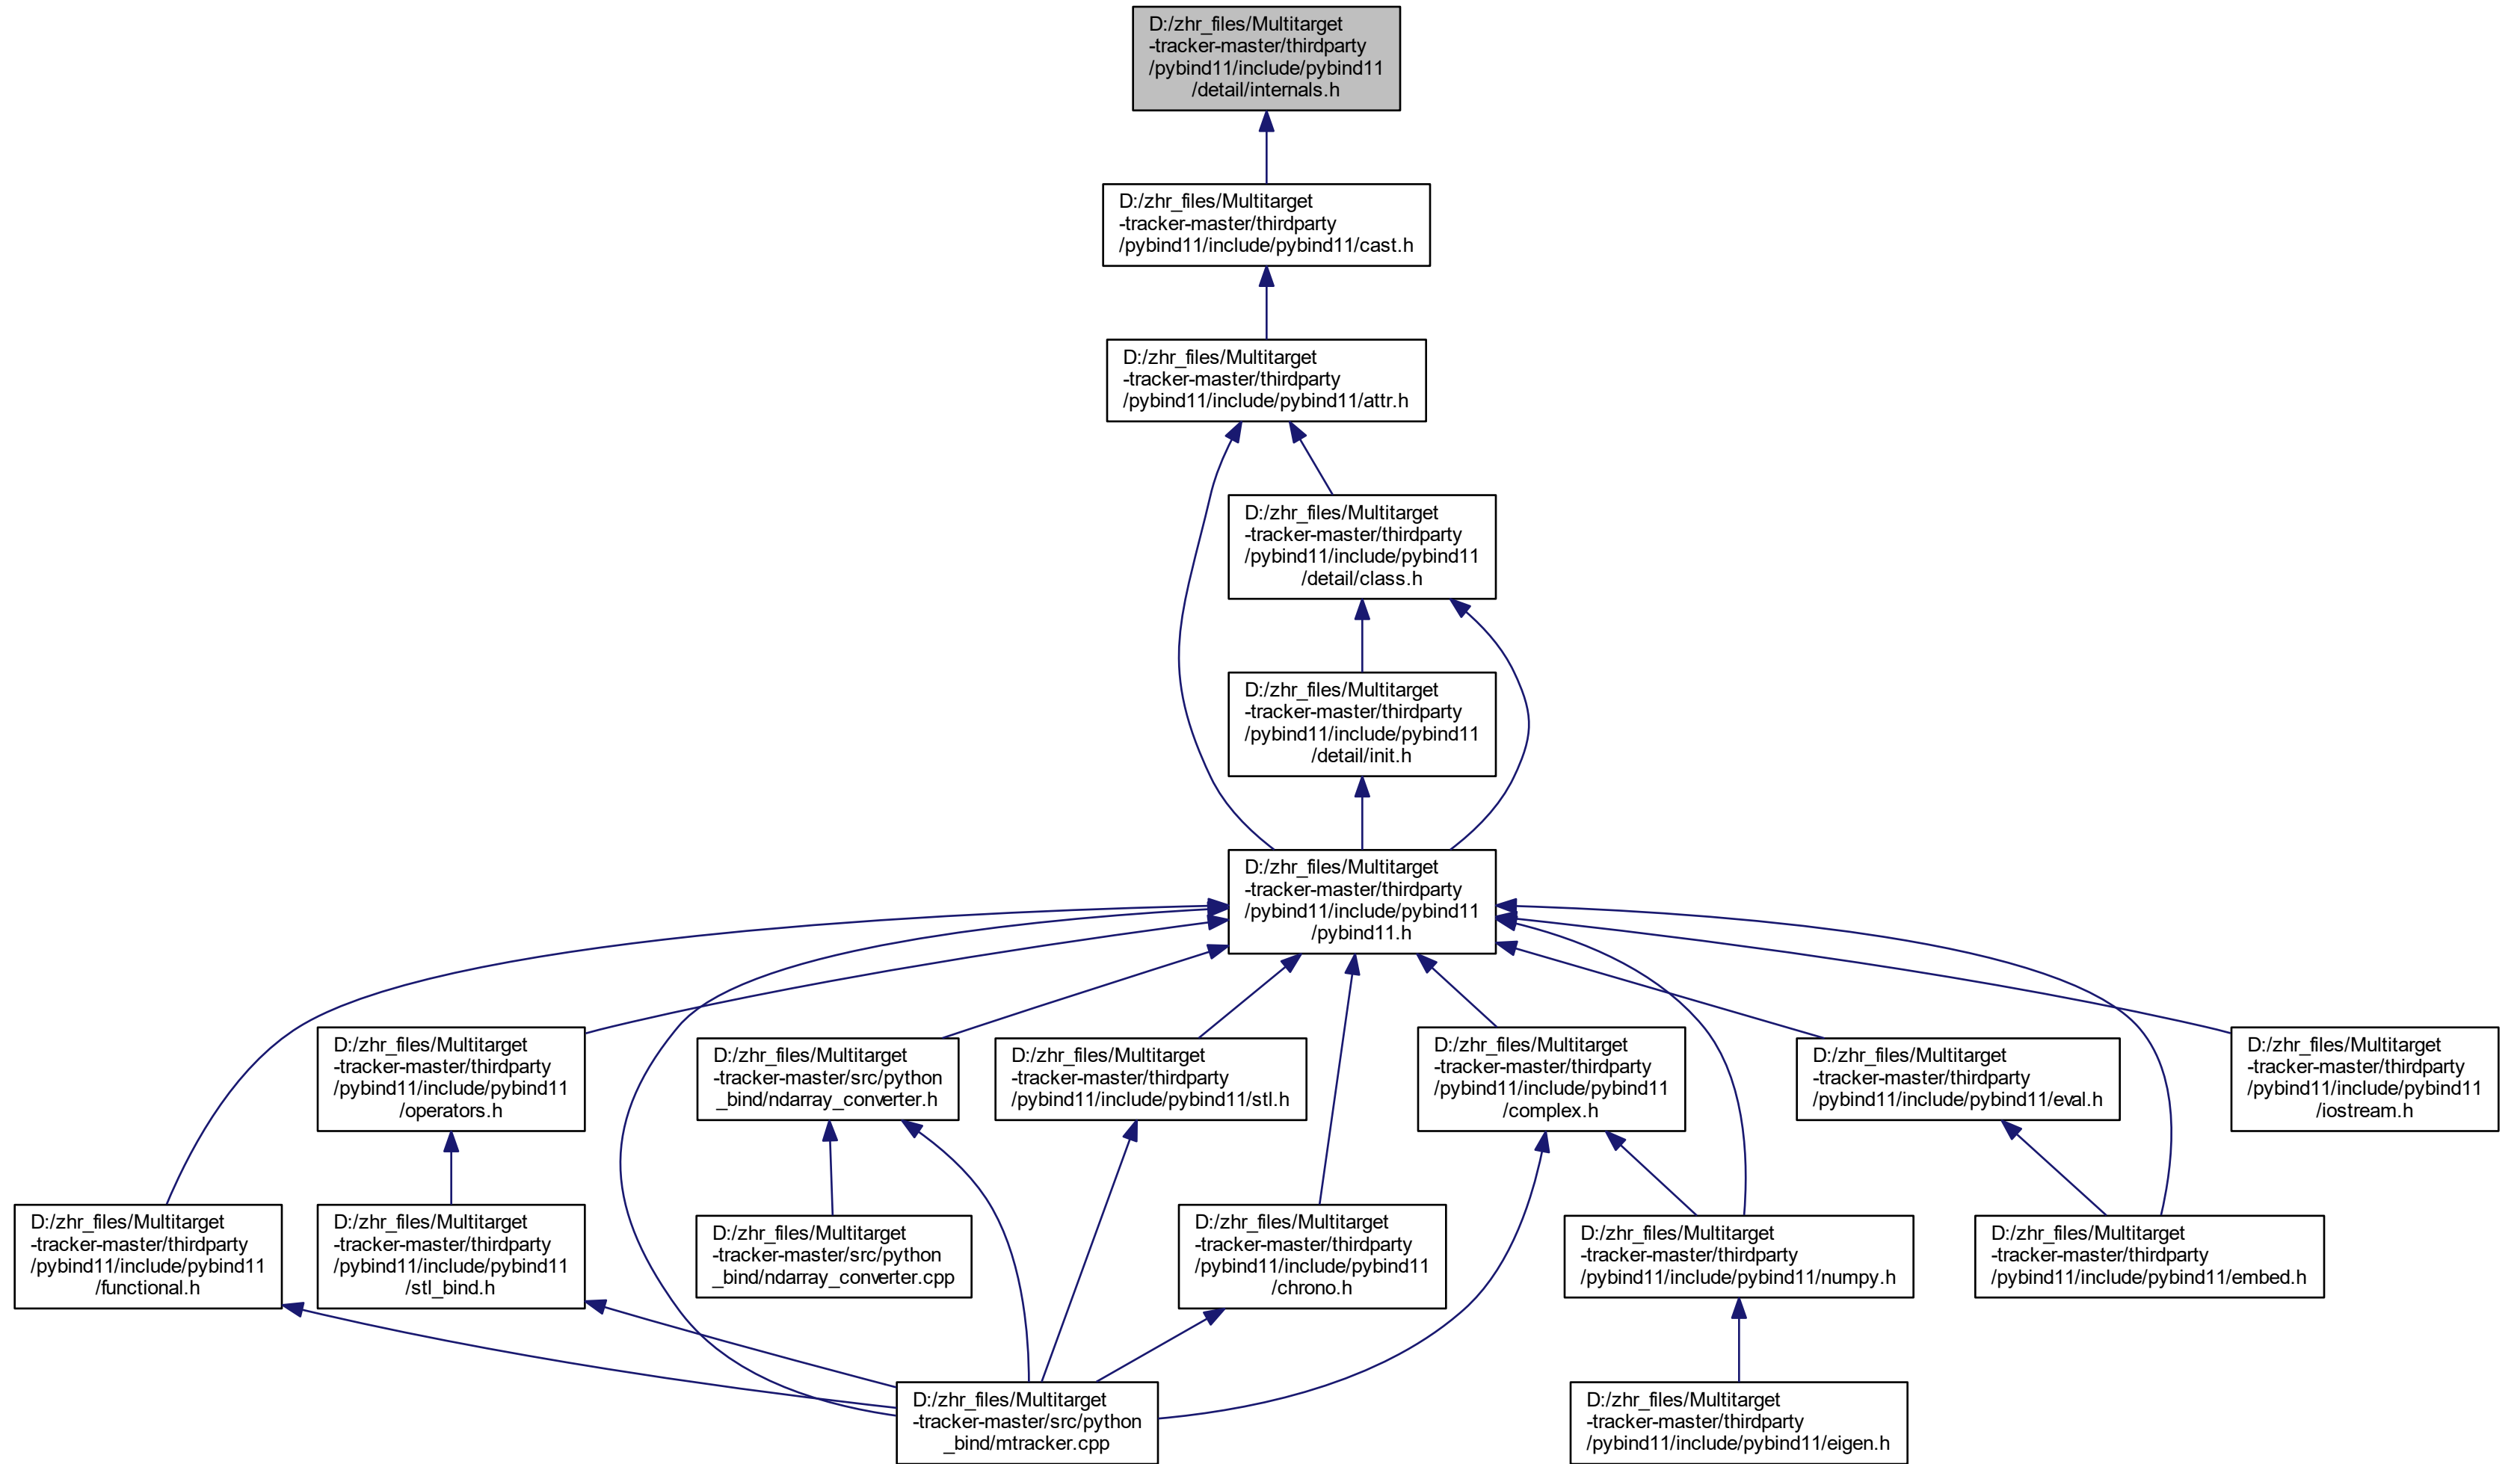 D:/zhr_files/Multitarget
-tracker-master/thirdparty
/pybind11/include/pybind11
/detail/internals.h
D:/zhr_files/Multitarget
-tracker-master/thirdparty
/pybind11/include/pybind11/cast.h
D:/zhr_files/Multitarget
-tracker-master/thirdparty
/pybind11/include/pybind11/attr.h
D:/zhr_files/Multitarget
-tracker-master/thirdparty
/pybind11/include/pybind11
/detail/class.h
D:/zhr_files/Multitarget
-tracker-master/thirdparty
/pybind11/include/pybind11
/detail/init.h
D:/zhr_files/Multitarget
-tracker-master/thirdparty
/pybind11/include/pybind11
/pybind11.h
D:/zhr_files/Multitarget
-tracker-master/thirdparty
/pybind11/include/pybind11
/operators.h
D:/zhr_files/Multitarget
-tracker-master/src/python
_bind/ndarray_converter.h
D:/zhr_files/Multitarget
-tracker-master/thirdparty
/pybind11/include/pybind11/stl.h
D:/zhr_files/Multitarget
-tracker-master/thirdparty
/pybind11/include/pybind11
/complex.h
D:/zhr_files/Multitarget
-tracker-master/thirdparty
/pybind11/include/pybind11/eval.h
D:/zhr_files/Multitarget
-tracker-master/thirdparty
/pybind11/include/pybind11
/iostream.h
D:/zhr_files/Multitarget
-tracker-master/thirdparty
/pybind11/include/pybind11
/functional.h
D:/zhr_files/Multitarget
-tracker-master/thirdparty
/pybind11/include/pybind11
/stl_bind.h
D:/zhr_files/Multitarget
-tracker-master/src/python
_bind/ndarray_converter.cpp
D:/zhr_files/Multitarget
-tracker-master/thirdparty
/pybind11/include/pybind11
/chrono.h
D:/zhr_files/Multitarget
-tracker-master/thirdparty
/pybind11/include/pybind11/numpy.h
D:/zhr_files/Multitarget
-tracker-master/thirdparty
/pybind11/include/pybind11/embed.h
D:/zhr_files/Multitarget
-tracker-master/src/python
_bind/mtracker.cpp
D:/zhr_files/Multitarget
-tracker-master/thirdparty
/pybind11/include/pybind11/eigen.h